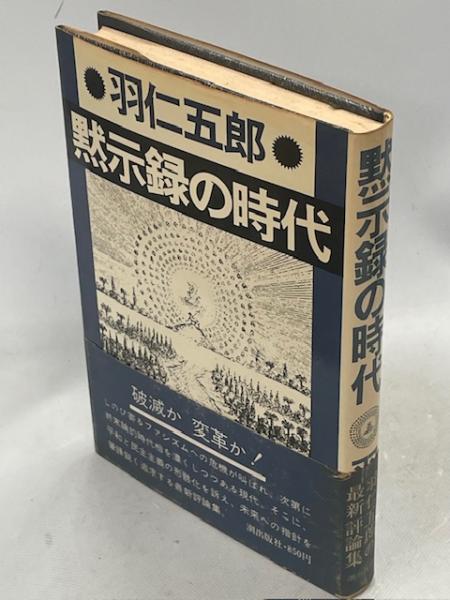 羽仁五郎
黙示録の時代
破滅か 変革か!
しのび寄るファシズムへの危機が叫ばれ、次第に
終末論的時代相を濃くしつつある現代。そこに、
平和と民主主義の形骸化を訴え、未来への指針を
鋭く追求する最新評論集。
潮出版社・850円
黙示録の時代
最新評論集